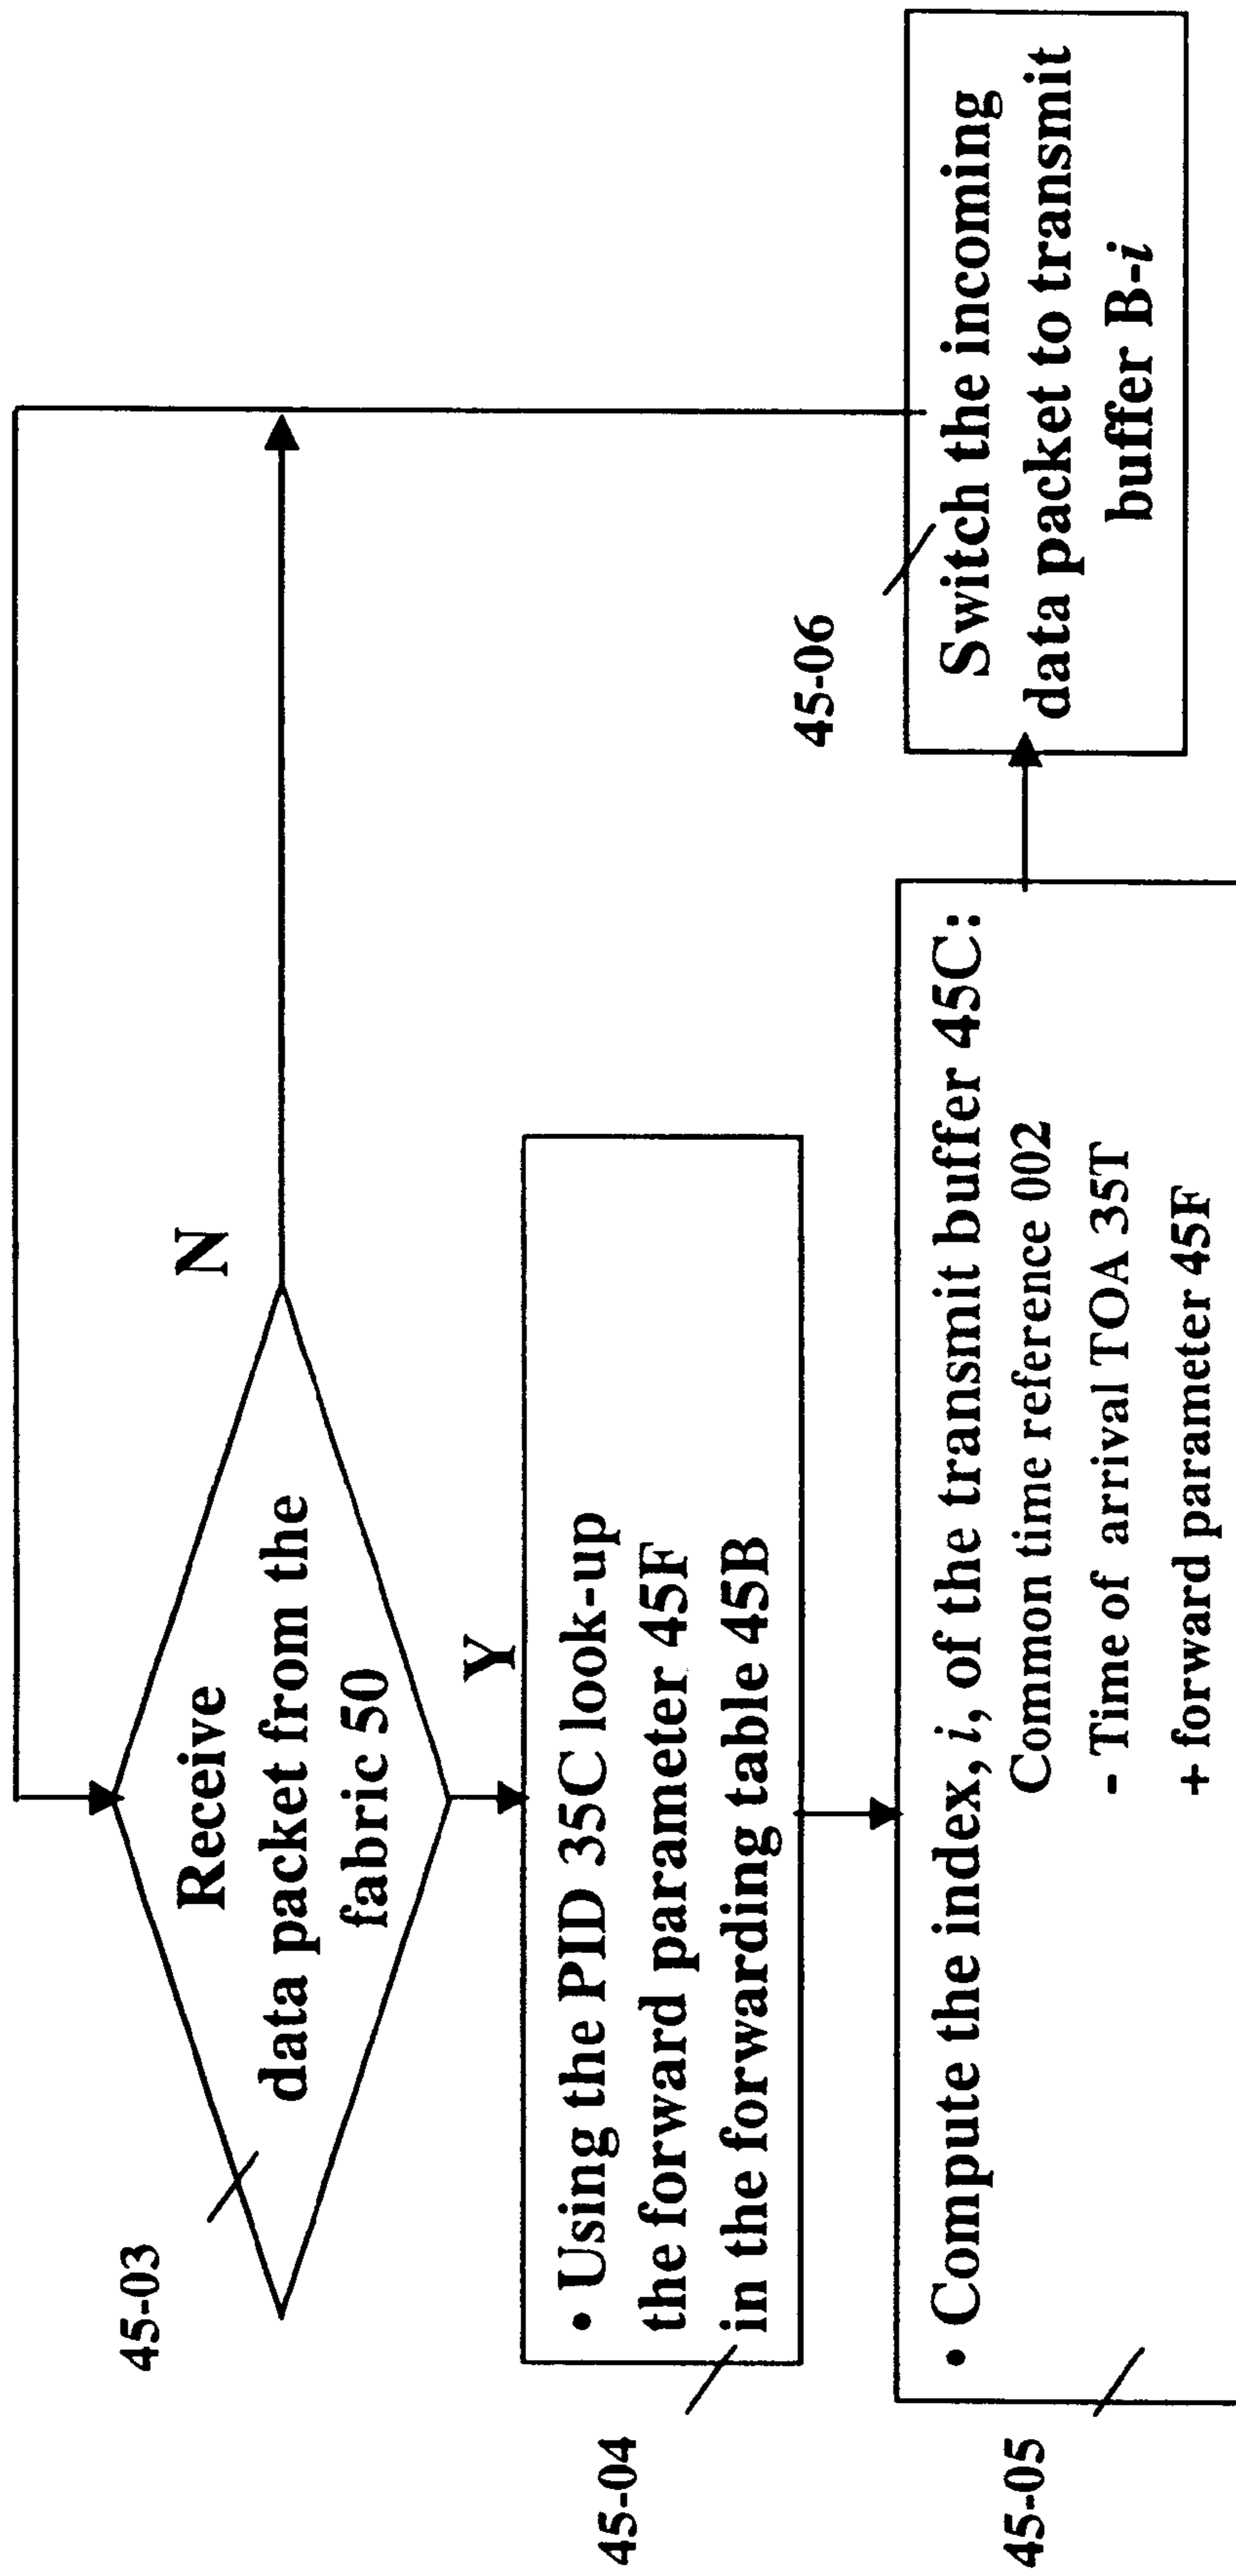 45-03
Receive
data packet from the
fabric 50
N
Y
45-04
• Using the PID 35C look-up
the forward parameter 45F
in the forwarding table 45B
45-05
• Compute the index, i, of the transmit buffer 45C:
Common time reference 002
- Time of arrival TOA 35T
+ forward parameter 45F
45-06
Switch the incoming
data packet to transmit
buffer B-i